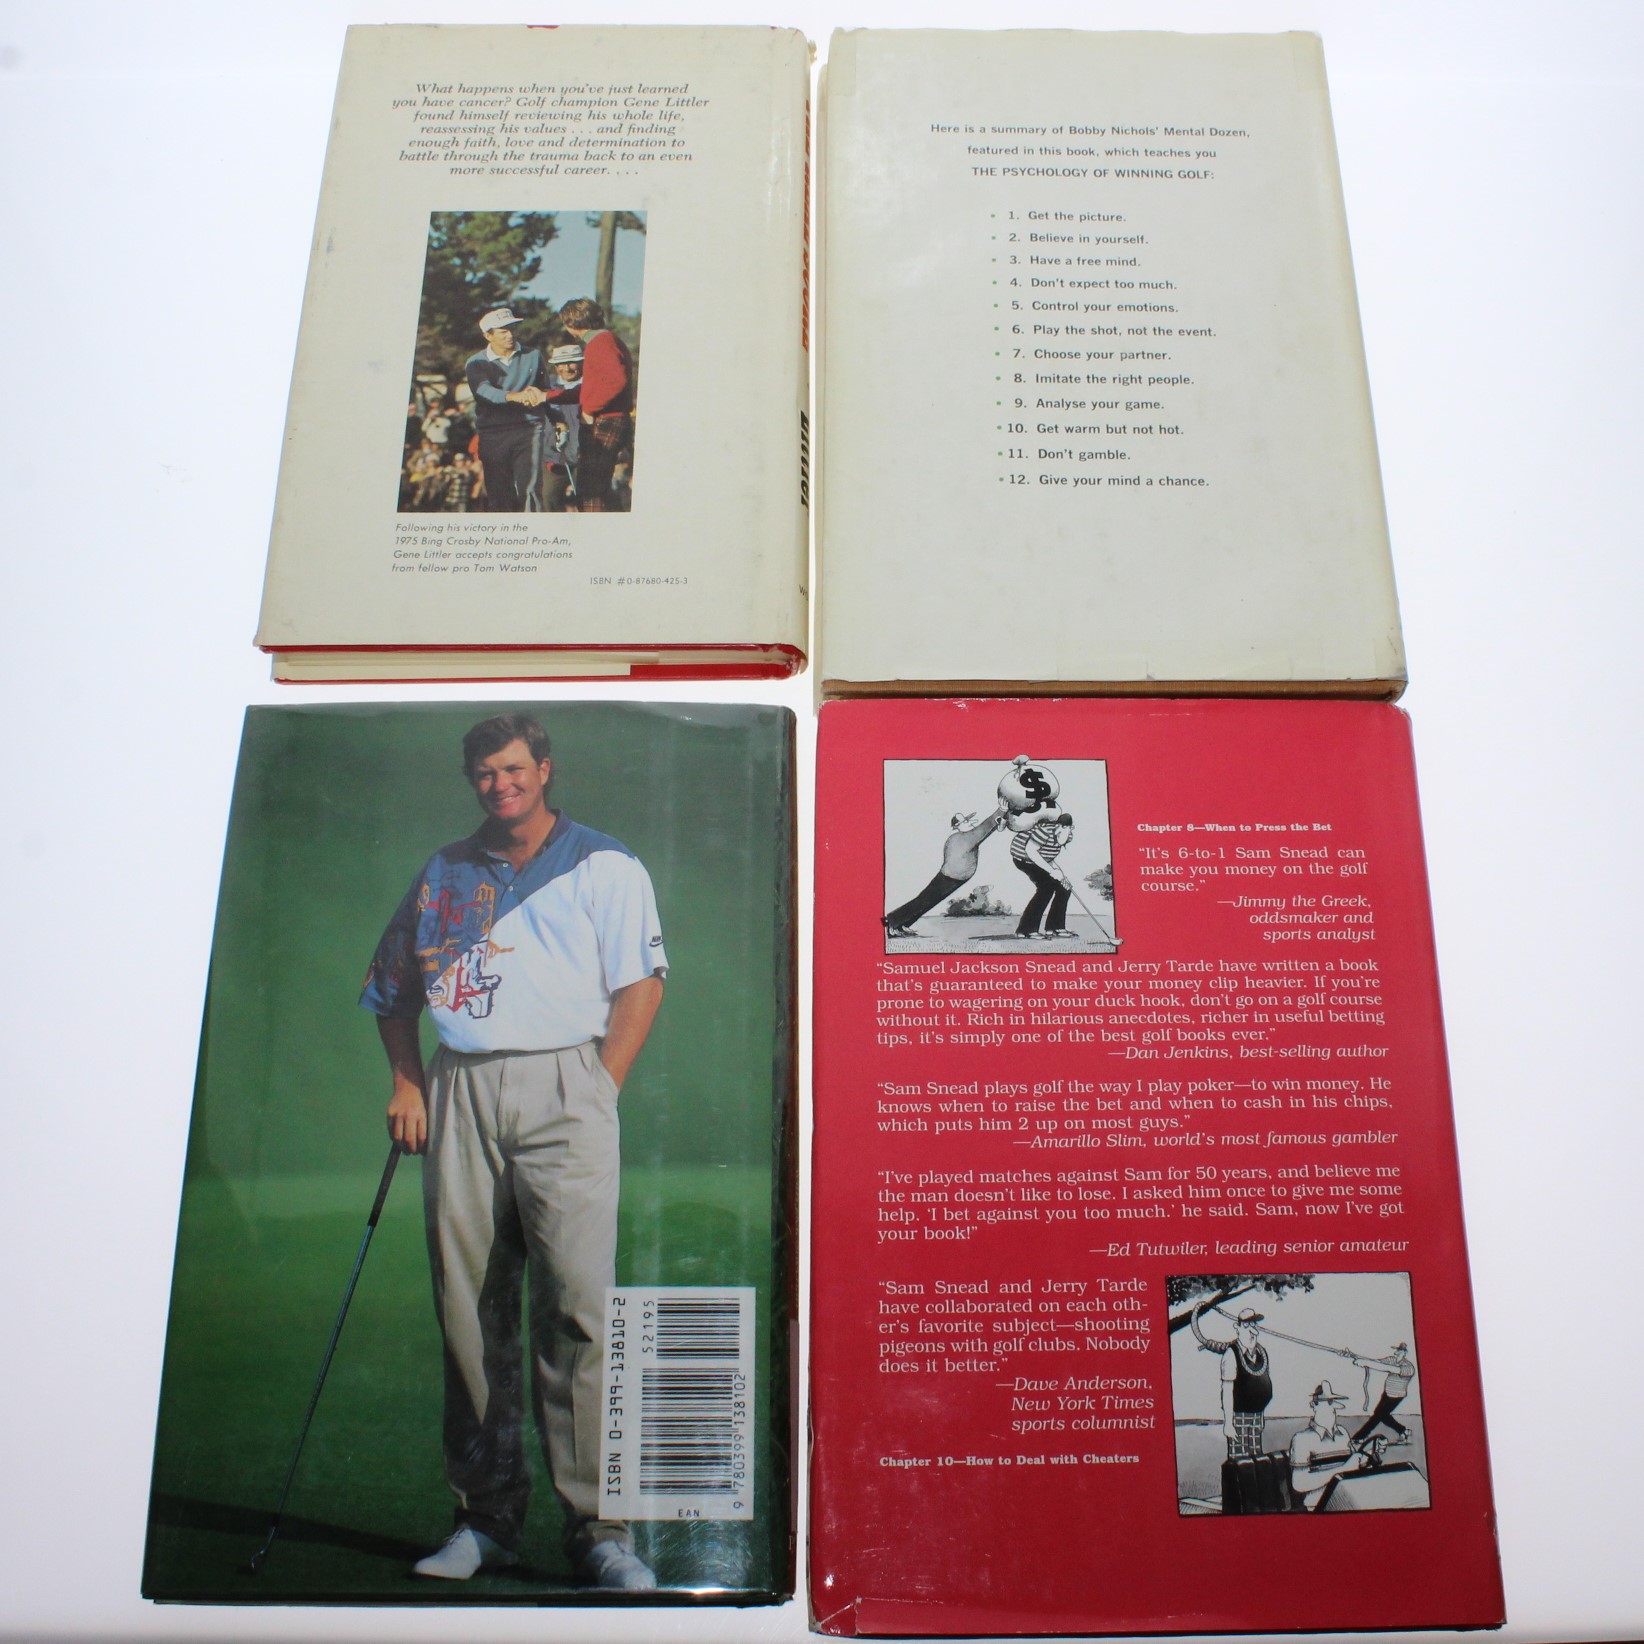 What happens when you've just learned
you have cancer? Golf champion Gene Littler
found himself reviewing his whole life,
reassessing his values . . . and finding
enough faith, love and determination to
battle through the trauma back to an even
more successful career. . . .
Following his victory in the
1975 Bing Crosby National Pro-Am,
Gene Littler accepts congratulations
from fellow pro Tom Watson
ISBN #0-87680-425-3
Here is a summary of Bobby Nichols' Mental Dozen,
featured in this book, which teaches you
THE PSYCHOLOGY OF WINNING GOLF:
• 1. Get the picture.
• 2. Believe in yourself.
• 3. Have a free mind.
• 4. Don't expect too much.
• 5. Control your emotions.
• 6. Play the shot, not the event.
• 7. Choose your partner.
• 8. Imitate the right people.
• 9. Analyse your game.
• 10. Get warm but not hot.
• 11. Don't gamble.
• 12. Give your mind a chance.
ISBN 0-399-13810-2
52195
9 780399 138102
EAN
$
Chapter 8—When to Press the Bet
“It's 6-to-1 Sam Snead can
make you money on the golf
course.”
—Jimmy the Greek,
oddsmaker and
sports analyst
“Samuel Jackson Snead and Jerry Tarde have written a book
that's guaranteed to make your money clip heavier. If you're
prone to wagering on your duck hook, don't go on a golf course
without it. Rich in hilarious anecdotes, richer in useful betting
tips, it's simply one of the best golf books ever.”
—Dan Jenkins, best-selling author
“Sam Snead plays golf the way I play poker—to win money. He
knows when to raise the bet and when to cash in his chips,
which puts him 2 up on most guys.”
—Amarillo Slim, world's most famous gambler
“I've played matches against Sam for 50 years, and believe me
the man doesn't like to lose. I asked him once to give me some
help. ‘I bet against you too much.’ he said. Sam, now I've got
your book!”
—Ed Tutwiler, leading senior amateur
“Sam Snead and Jerry Tarde
have collaborated on each oth-
er's favorite subject—shooting
pigeons with golf clubs. Nobody
does it better.”
—Dave Anderson,
New York Times
sports columnist
Chapter 10—How to Deal with Cheaters